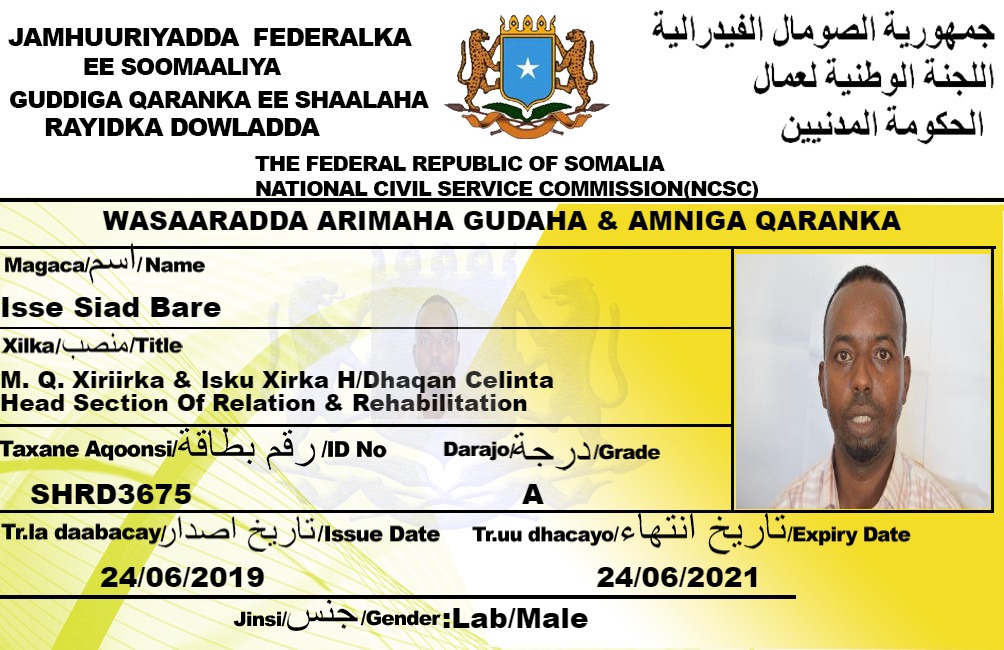 JAMHUURIYADDA FEDERALKA
EE SOOMAALIYA
GUDDIGA QARANKA EE SHAALAHA
RAYIDKA DOWLADDA
جمهورية الصومال الفيدرالية
اللجنة الوطنية لعمال
الحكومة المدنيين
THE FEDERAL REPUBLIC OF SOMALIA
NATIONAL CIVIL SERVICE COMMISSION(NCSC)
WASAARADDA ARIMAHA GUDAHA & AMNIGA QARANKA
Magaca/اسم/Name
Isse Siad Bare
Xilka/منصب/Title
M. Q. Xiriirka & Isku Xirka H/Dhaqan Celinta
Head Section Of Relation & Rehabilitation
Taxane Aqoonsi/رقم بطاقة/ID No
Darajo/درجة/Grade
SHRD3675
A
Tr.la daabacay/تاريخ اصدار/Issue Date
Tr.uu dhacayo/تاريخ انتهاء/Expiry Date
24/06/2019
24/06/2021
Jinsi/جنس/Gender:Lab/Male